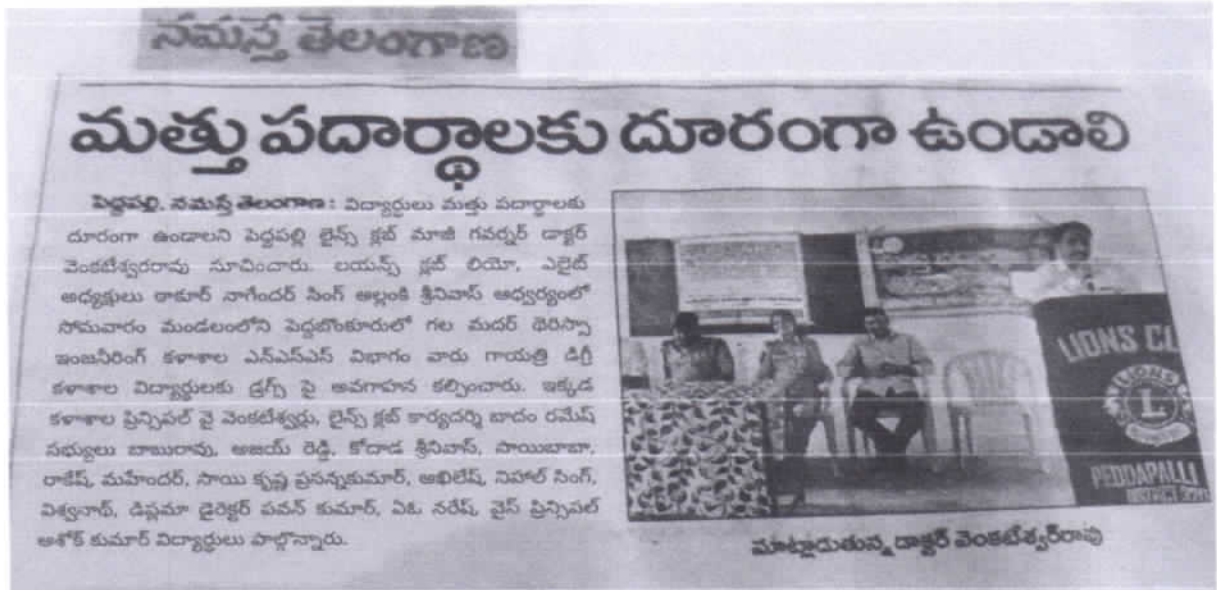 నమస్తే తెలంగాణ
మత్తు పదార్థాలకు దూరంగా ఉండాలి
పెద్దపల్లి, నమస్తే తెలంగాణ : విద్యార్థులు మత్తు పదార్థాలకు
దూరంగా ఉండాలని పెద్దపల్లి లైన్స్ క్లబ్ మాజీ గవర్నర్ డాక్టర్
వెంకటేశ్వరరావు సూచించారు. లయన్స్ క్లబ్ లియో, ఎలైట్
అధ్యక్షులు ఠాకూర్ నాగేందర్ సింగ్ అల్లంకి శ్రీనివాస్ ఆధ్వర్యంలో
సోమవారం మండలంలోని పెద్దబొంకూరులో గల మదర్ థెరిస్సా
ఇంజనీరింగ్ కళాశాల ఎన్ఎస్ఎస్ విభాగం వారు గాయత్రి డిగ్రీ
కళాశాల విద్యార్థులకు డ్రగ్స్ పై అవగాహన కల్పించారు. ఇక్కడ
కళాశాల ప్రిన్సిపల్ వై వెంకటేశ్వర్లు, లైన్స్ క్లబ్ కార్యదర్శి బాదం రమేష్
సభ్యులు బాబురావు, అజయ్ రెడ్డి, కోదాడ శ్రీనివాస్, సాయిబాబా,
రాకేష్, మహేందర్, సాయి కృష్ణ ప్రసన్నకుమార్, అఖిలేష్, నిహాల్ సింగ్,
విశ్వనాథ్, డిప్లమా డైరెక్టర్ పవన్ కుమార్, ఏఓ నరేష్, వైస్ ప్రిన్సిపల్
అశోక్ కుమార్ విద్యార్థులు పాల్గొన్నారు.
LIONS CL
LIONS
L
PEDDAPALLI
DISTRICT
మాట్లాడుతున్న డాక్టర్ వెంకటేశ్వర్‌రావు